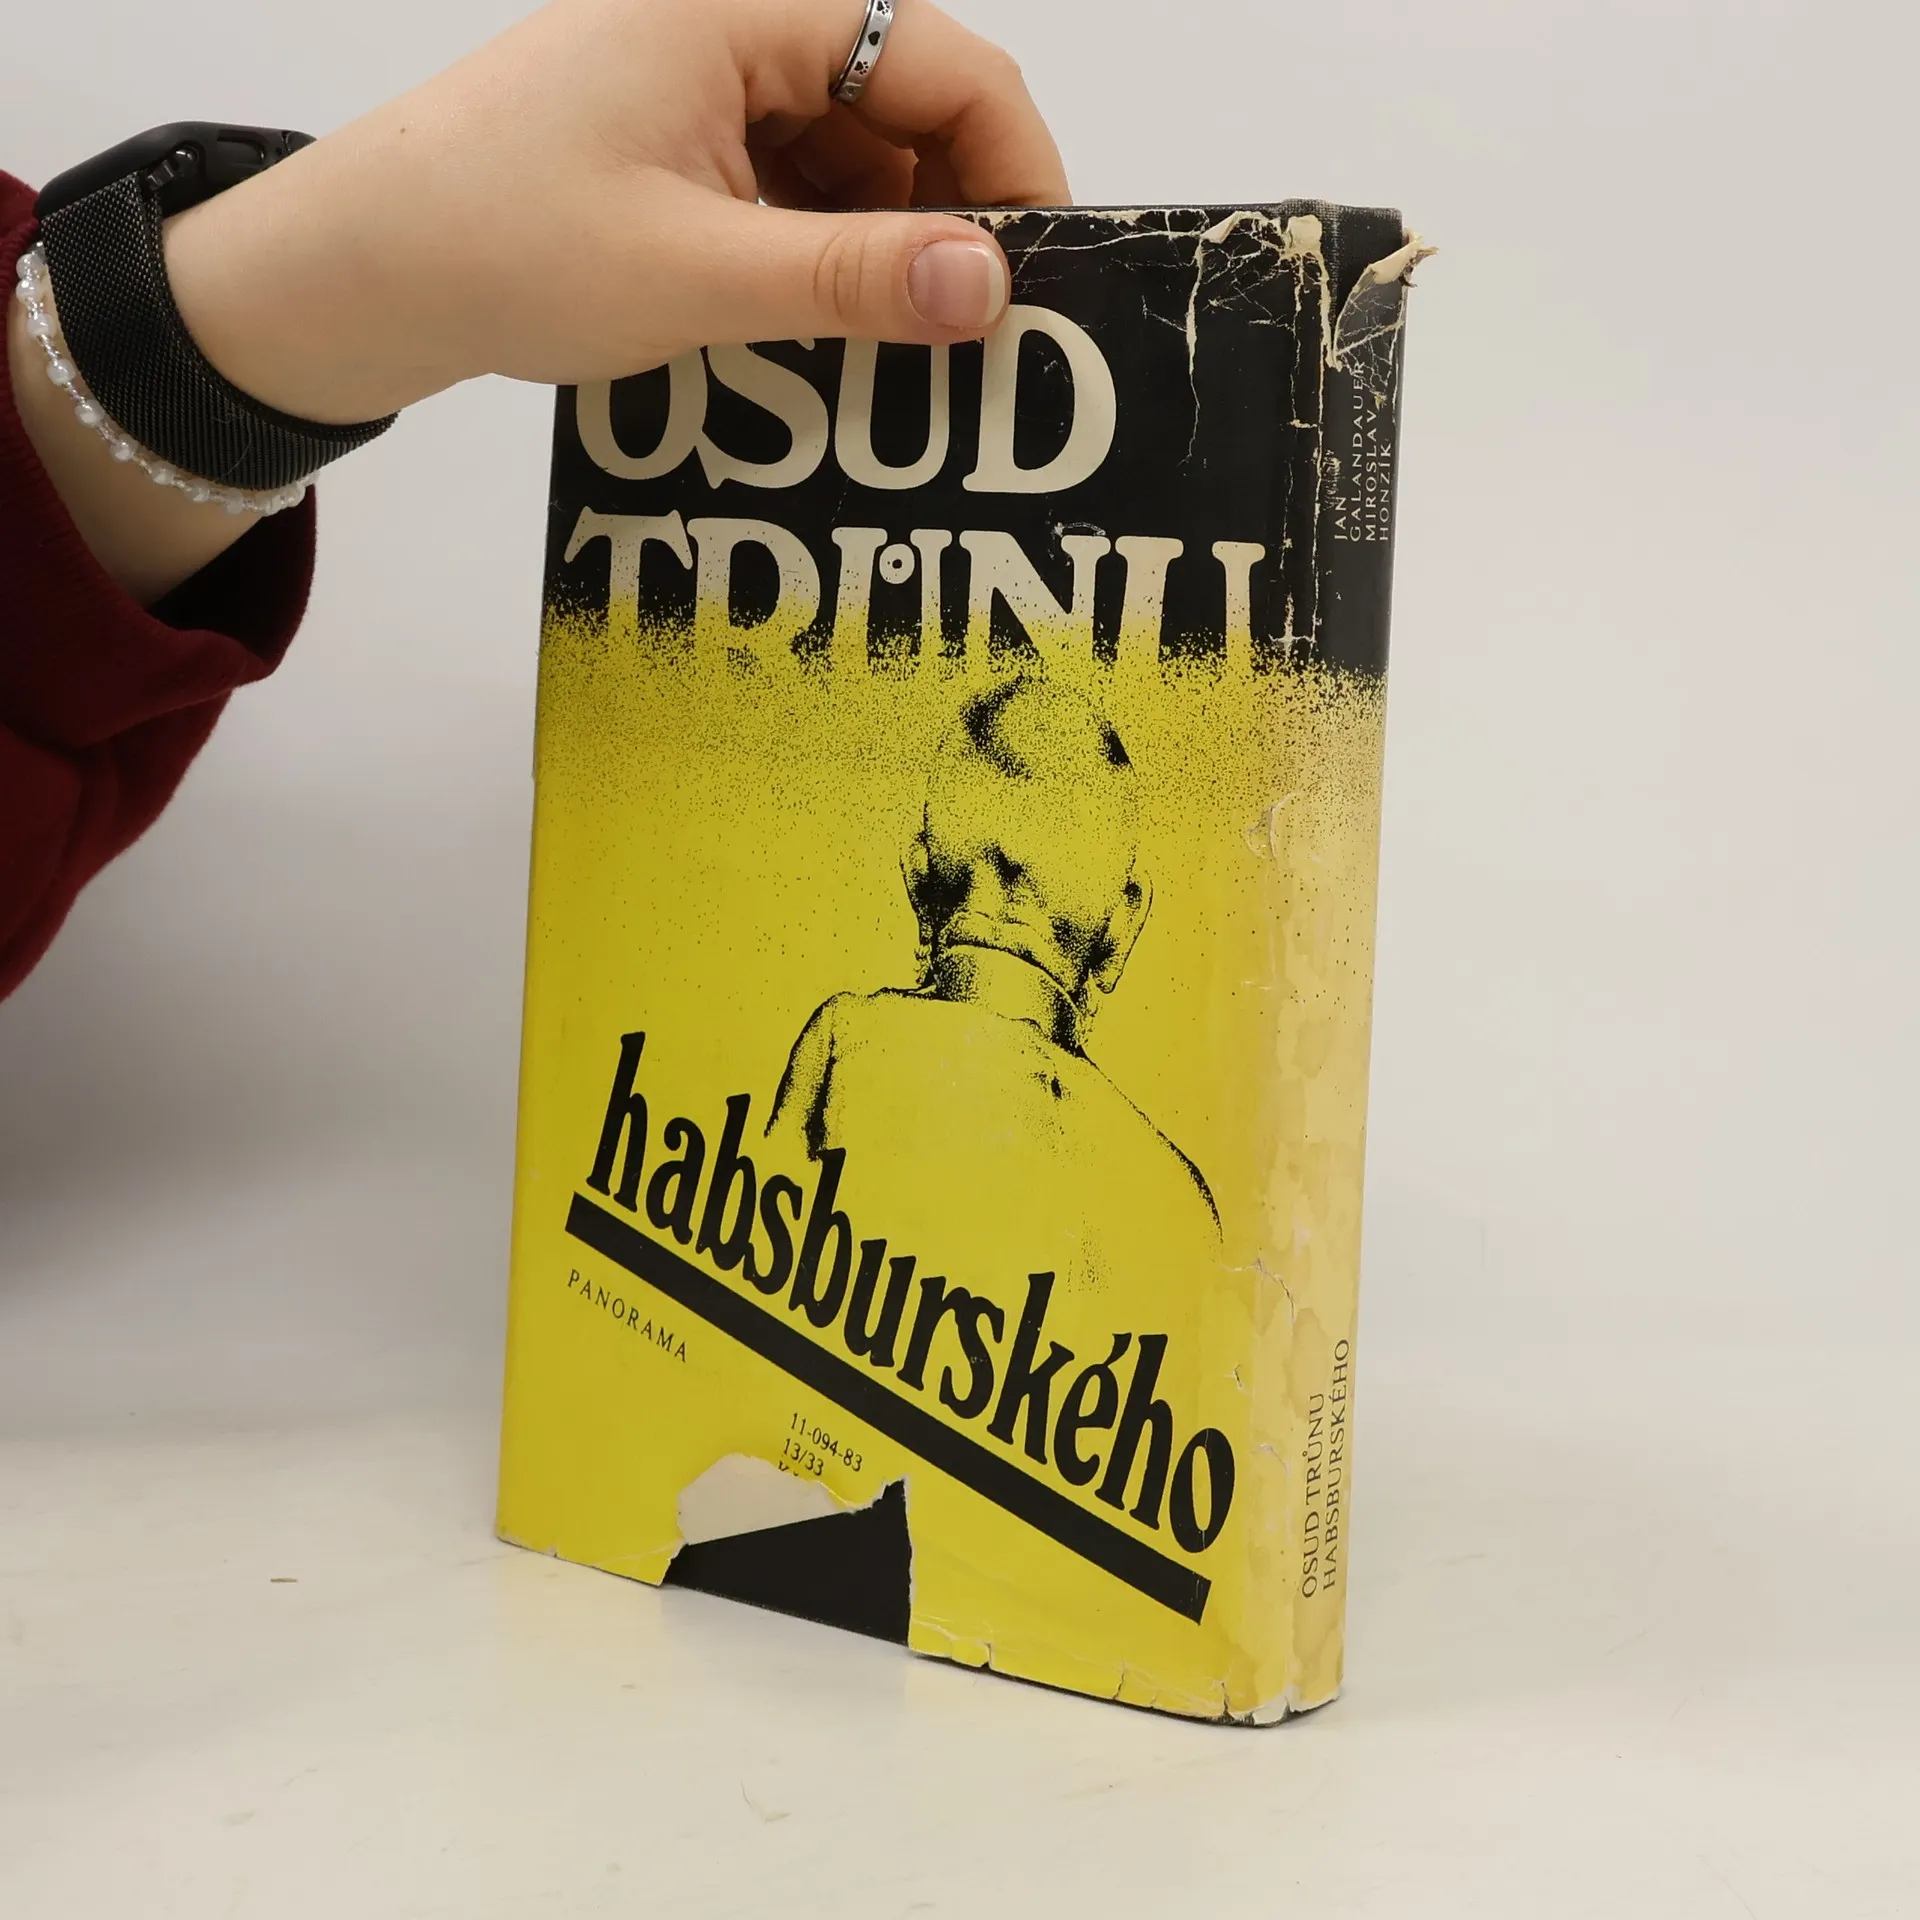 OSUD
TRŮNU
habsburského
PANORAMA
11-094-83
13/33
JAN
GALANDAUER
MIROSLAV
HONZÍK
OSUD TRŮNU
HABSBURSKÉHO